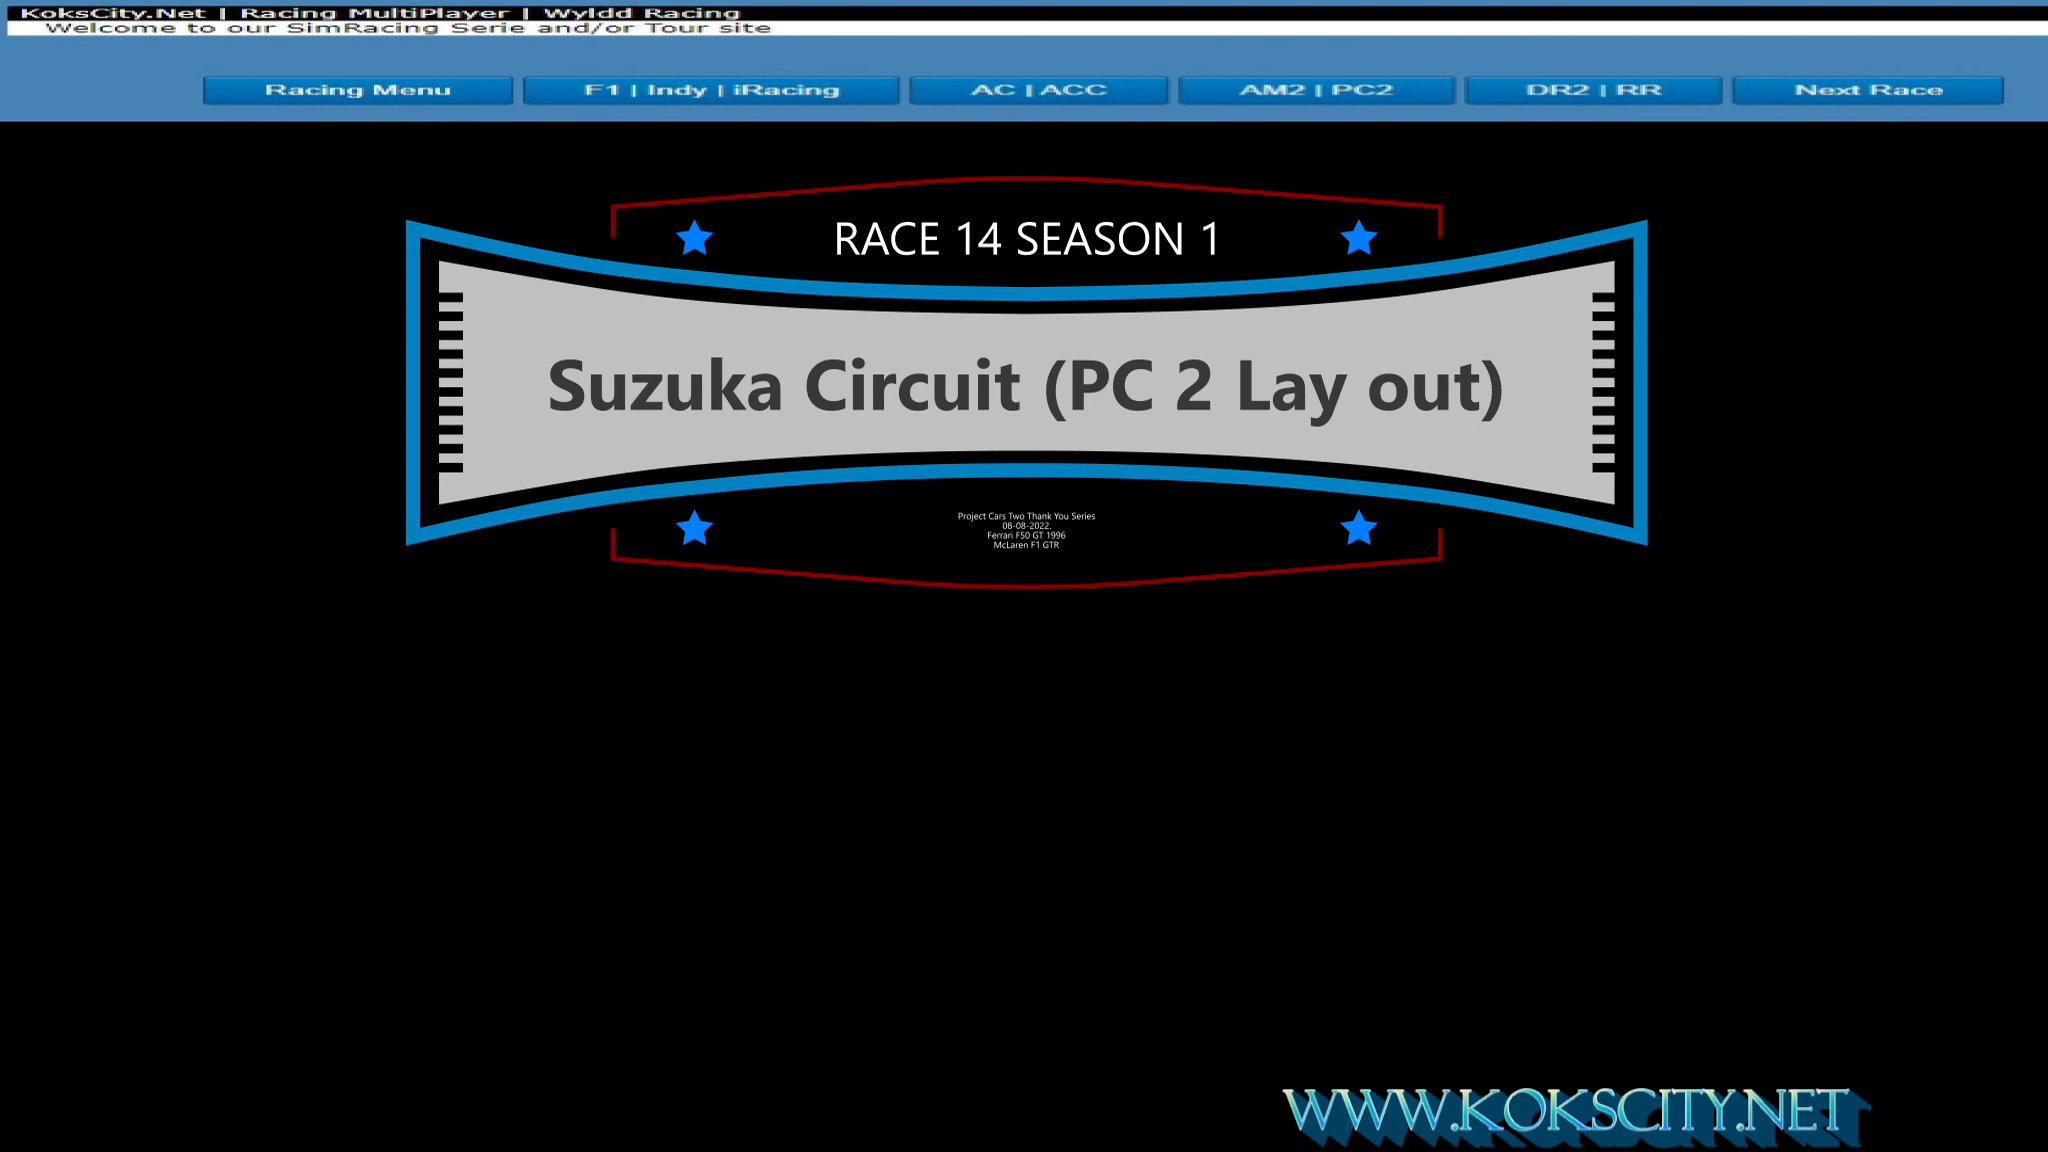 KoksCity.Net | Racing MultiPlayer | Wyldd Racing
Welcome to our SimRacing Serie and/or Tour site
Racing Menu F1 | Indy | iRacing AC | ACC AM2 | PC2 DR2 | RR Next Race
RACE 14 SEASON 1
Suzuka Circuit (PC 2 Lay out)
Project Cars Two Thank You Series
08-08-2022.
Ferrari F50 GT 1996
McLaren F1 GTR
WWW.KOKSCITY.NET